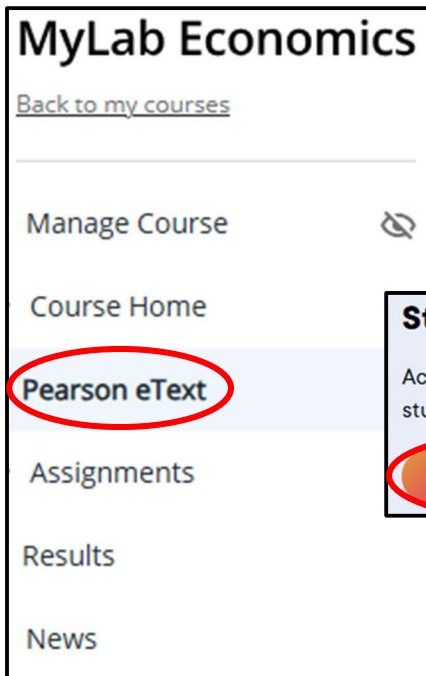 MyLab Economics
Back to my courses
Manage Course
Course Home
Pearson eText
Assignments
Results
News